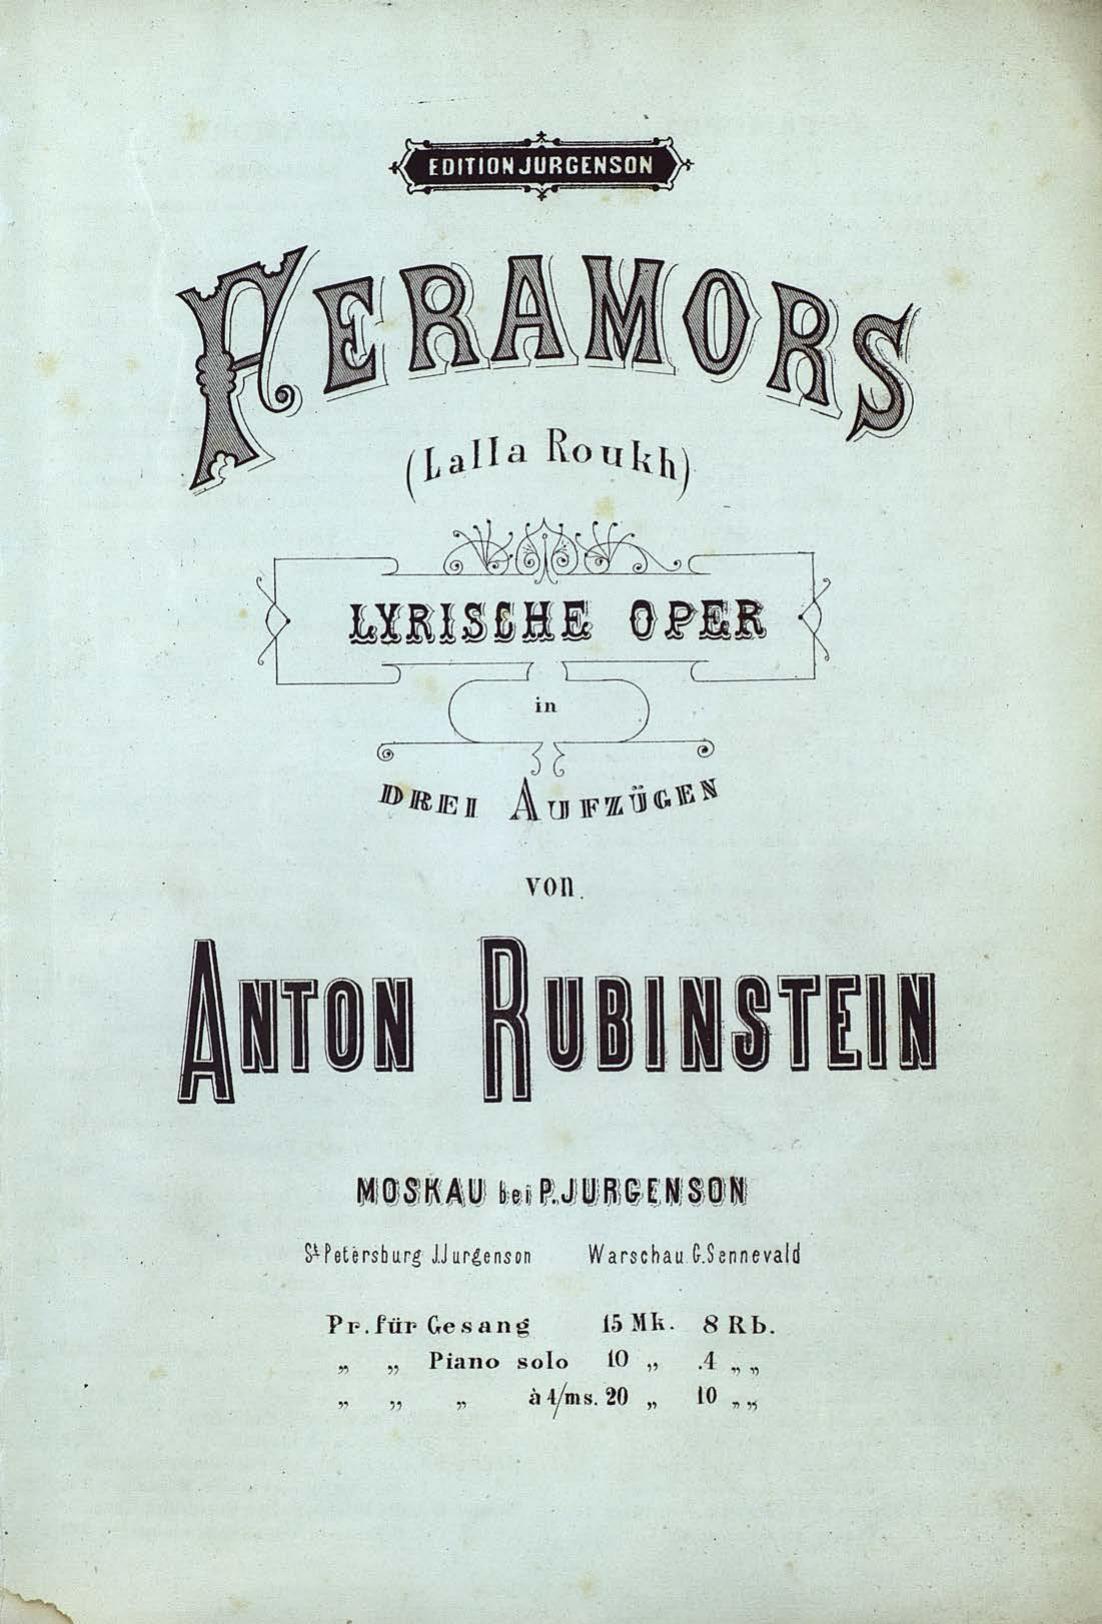 EDITION JURGENSON
FERAMORS
(Lalla Roukh)
LYRISCHE OPER
in
DREI AUFZÜGEN
von
ANTON RUBINSTEIN
MOSKAU bei P. JURGENSON
St. Petersburg J. Jurgenson Warschau G. Sennevald
Pr. für Gesang 15 Mk. 8 Rb.
„ „ Piano solo 10 „ .4 „ „
„ „ „ à 4/ms. 20 „ 10 „ „